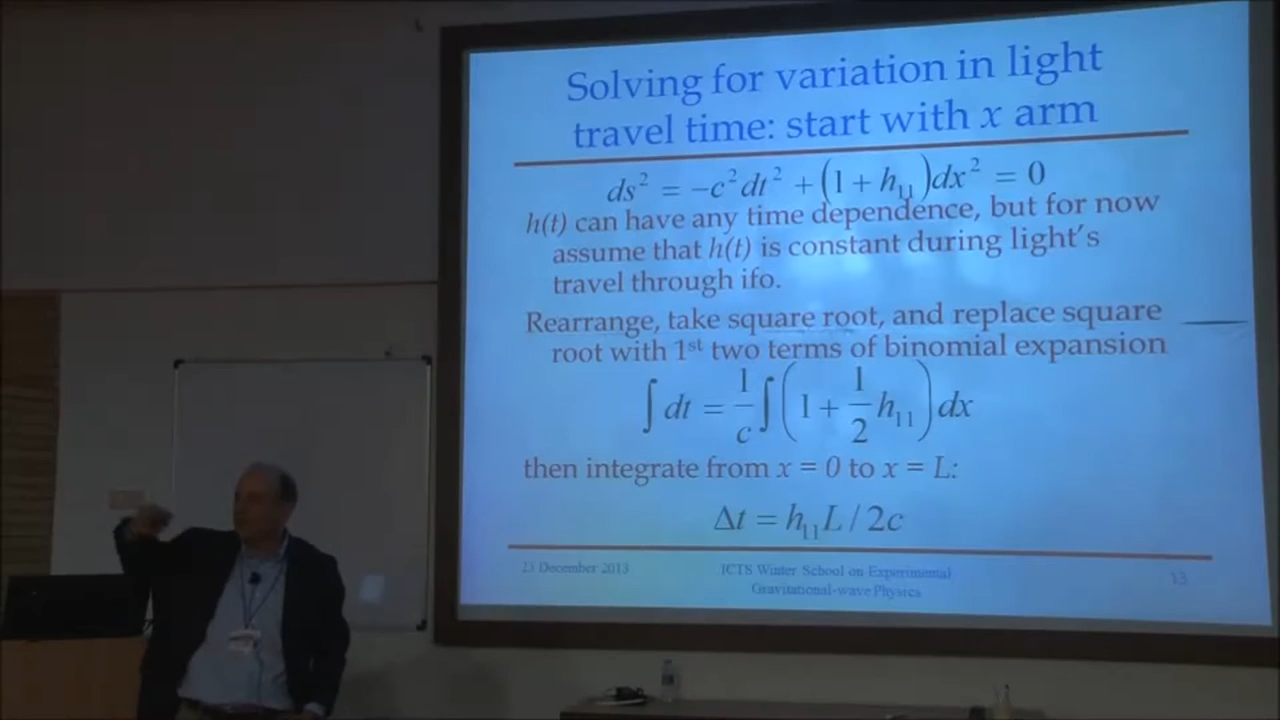 Solving for variation in light
travel time: start with x arm
ds² = −c²dt² + (1 + h₁₁)dx² = 0
h(t) can have any time dependence, but for now
assume that h(t) is constant during light's
travel through ifo.
Rearrange, take square root, and replace square
root with 1st two terms of binomial expansion
∫ dt = 1/c ∫ (1 + 1/2 h₁₁) dx
then integrate from x = 0 to x = L:
Δt = h₁₁L / 2c
23 December 2013
ICTS Winter School on Experimental
Gravitational-wave Physics
13